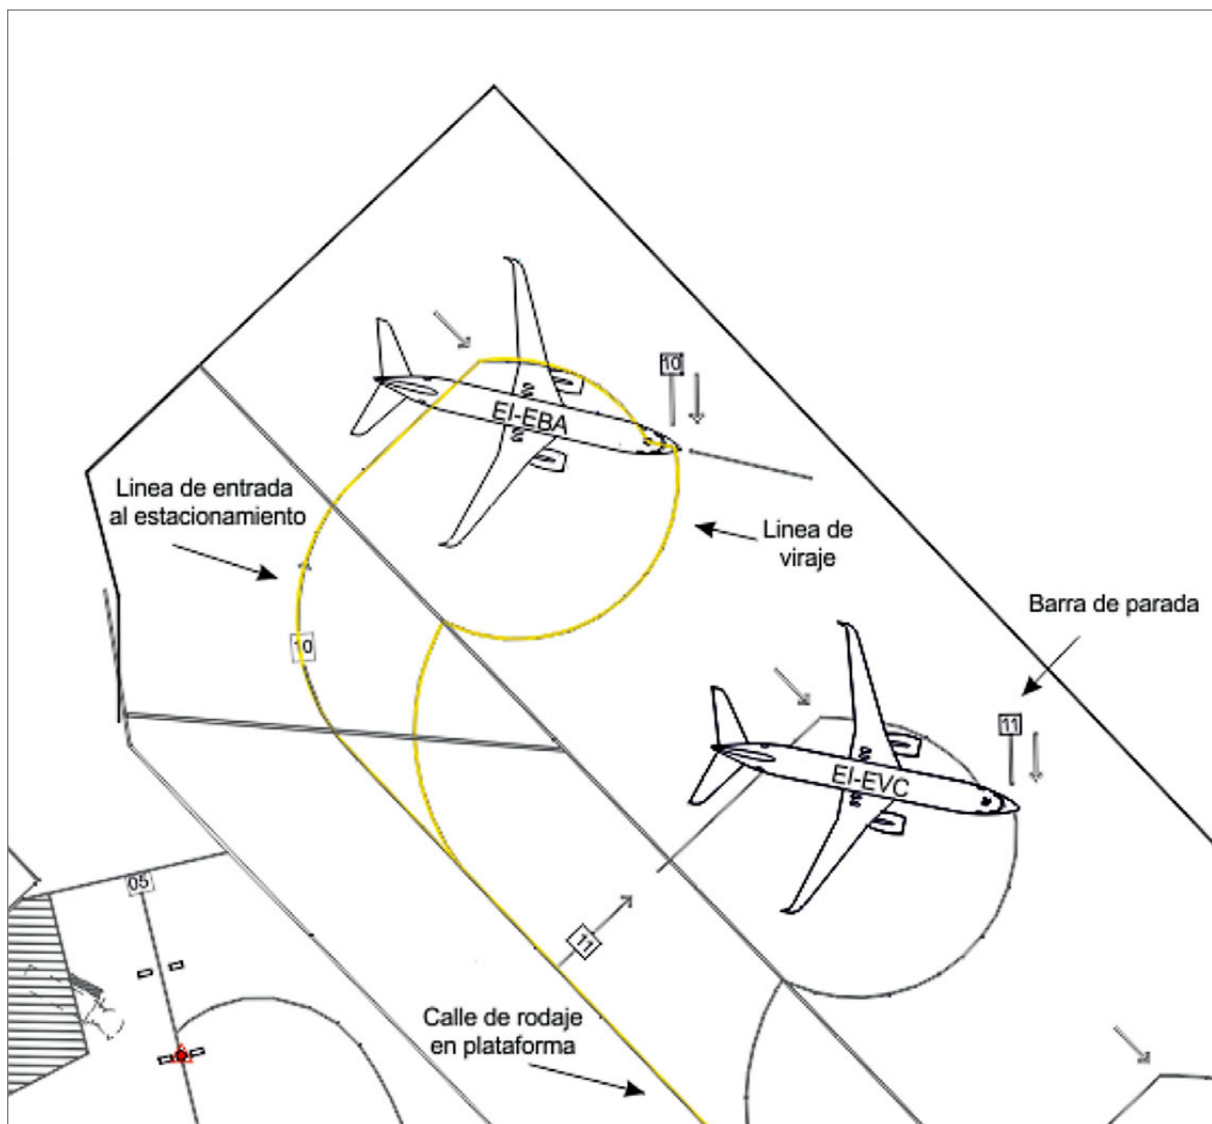 10
EI-EBA
Linea de entrada
al estacionamiento
Linea de
viraje
Barra de parada
10
11
EI-EVC
05
11
Calle de rodaje
en plataforma